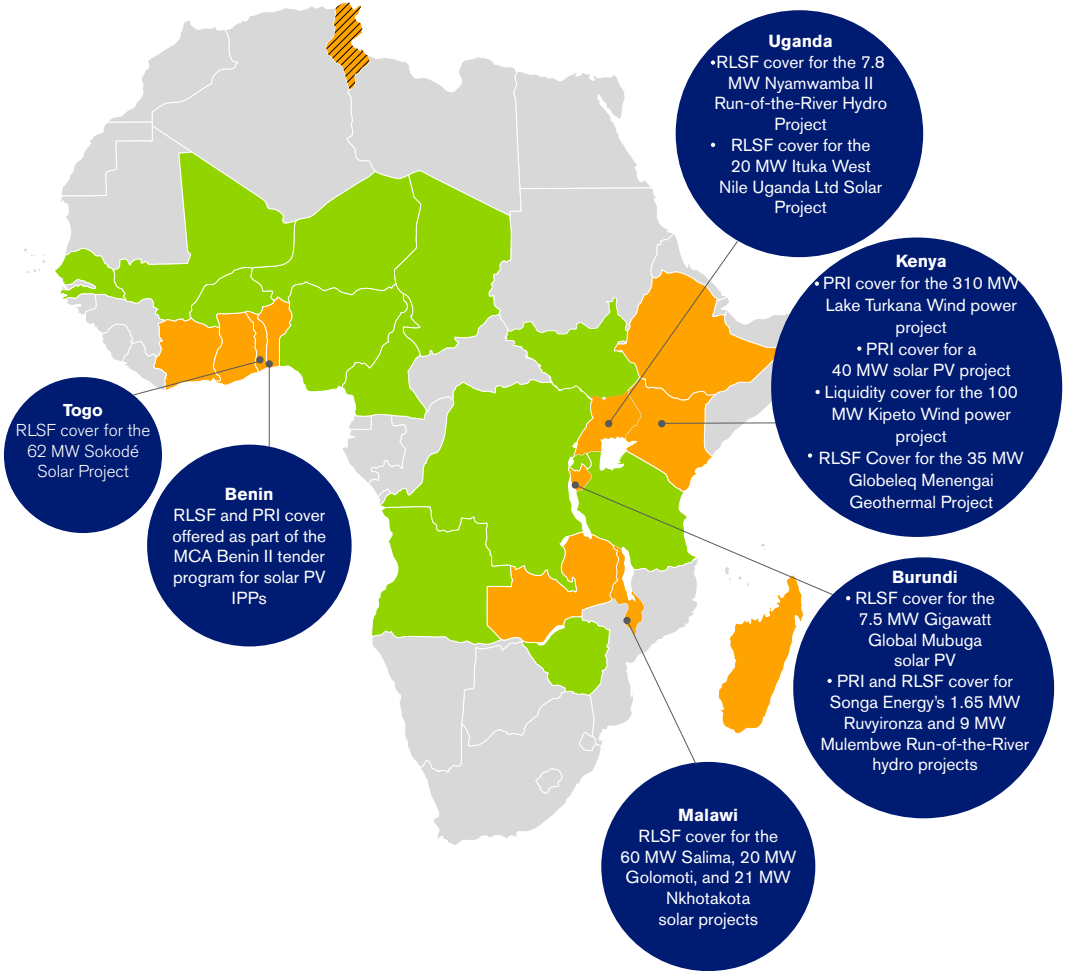 Uganda
•RLSF cover for the 7.8
MW Nyamwamba II
Run-of-the-River Hydro
Project
• RLSF cover for the
20 MW Ituka West
Nile Uganda Ltd Solar
Project
Kenya
•PRI cover for the 310 MW
Lake Turkana Wind power
project
• PRI cover for a
40 MW solar PV project
• Liquidity cover for the 100
MW Kipeto Wind power
project
• RLSF Cover for the 35 MW
Globeleq Menengai
Geothermal Project
Togo
RLSF cover for the
62 MW Sokodé
Solar Project
Benin
RLSF and PRI cover
offered as part of the
MCA Benin II tender
program for solar PV
IPPs
Burundi
• RLSF cover for the
7.5 MW Gigawatt
Global Mubuga
solar PV
• PRI and RLSF cover for
Songa Energy’s 1.65 MW
Ruvyironza and 9 MW
Mulembwe Run-of-the-River
hydro projects
Malawi
RLSF cover for the
60 MW Salima, 20 MW
Golomoti, and 21 MW
Nkhotakota
solar projects